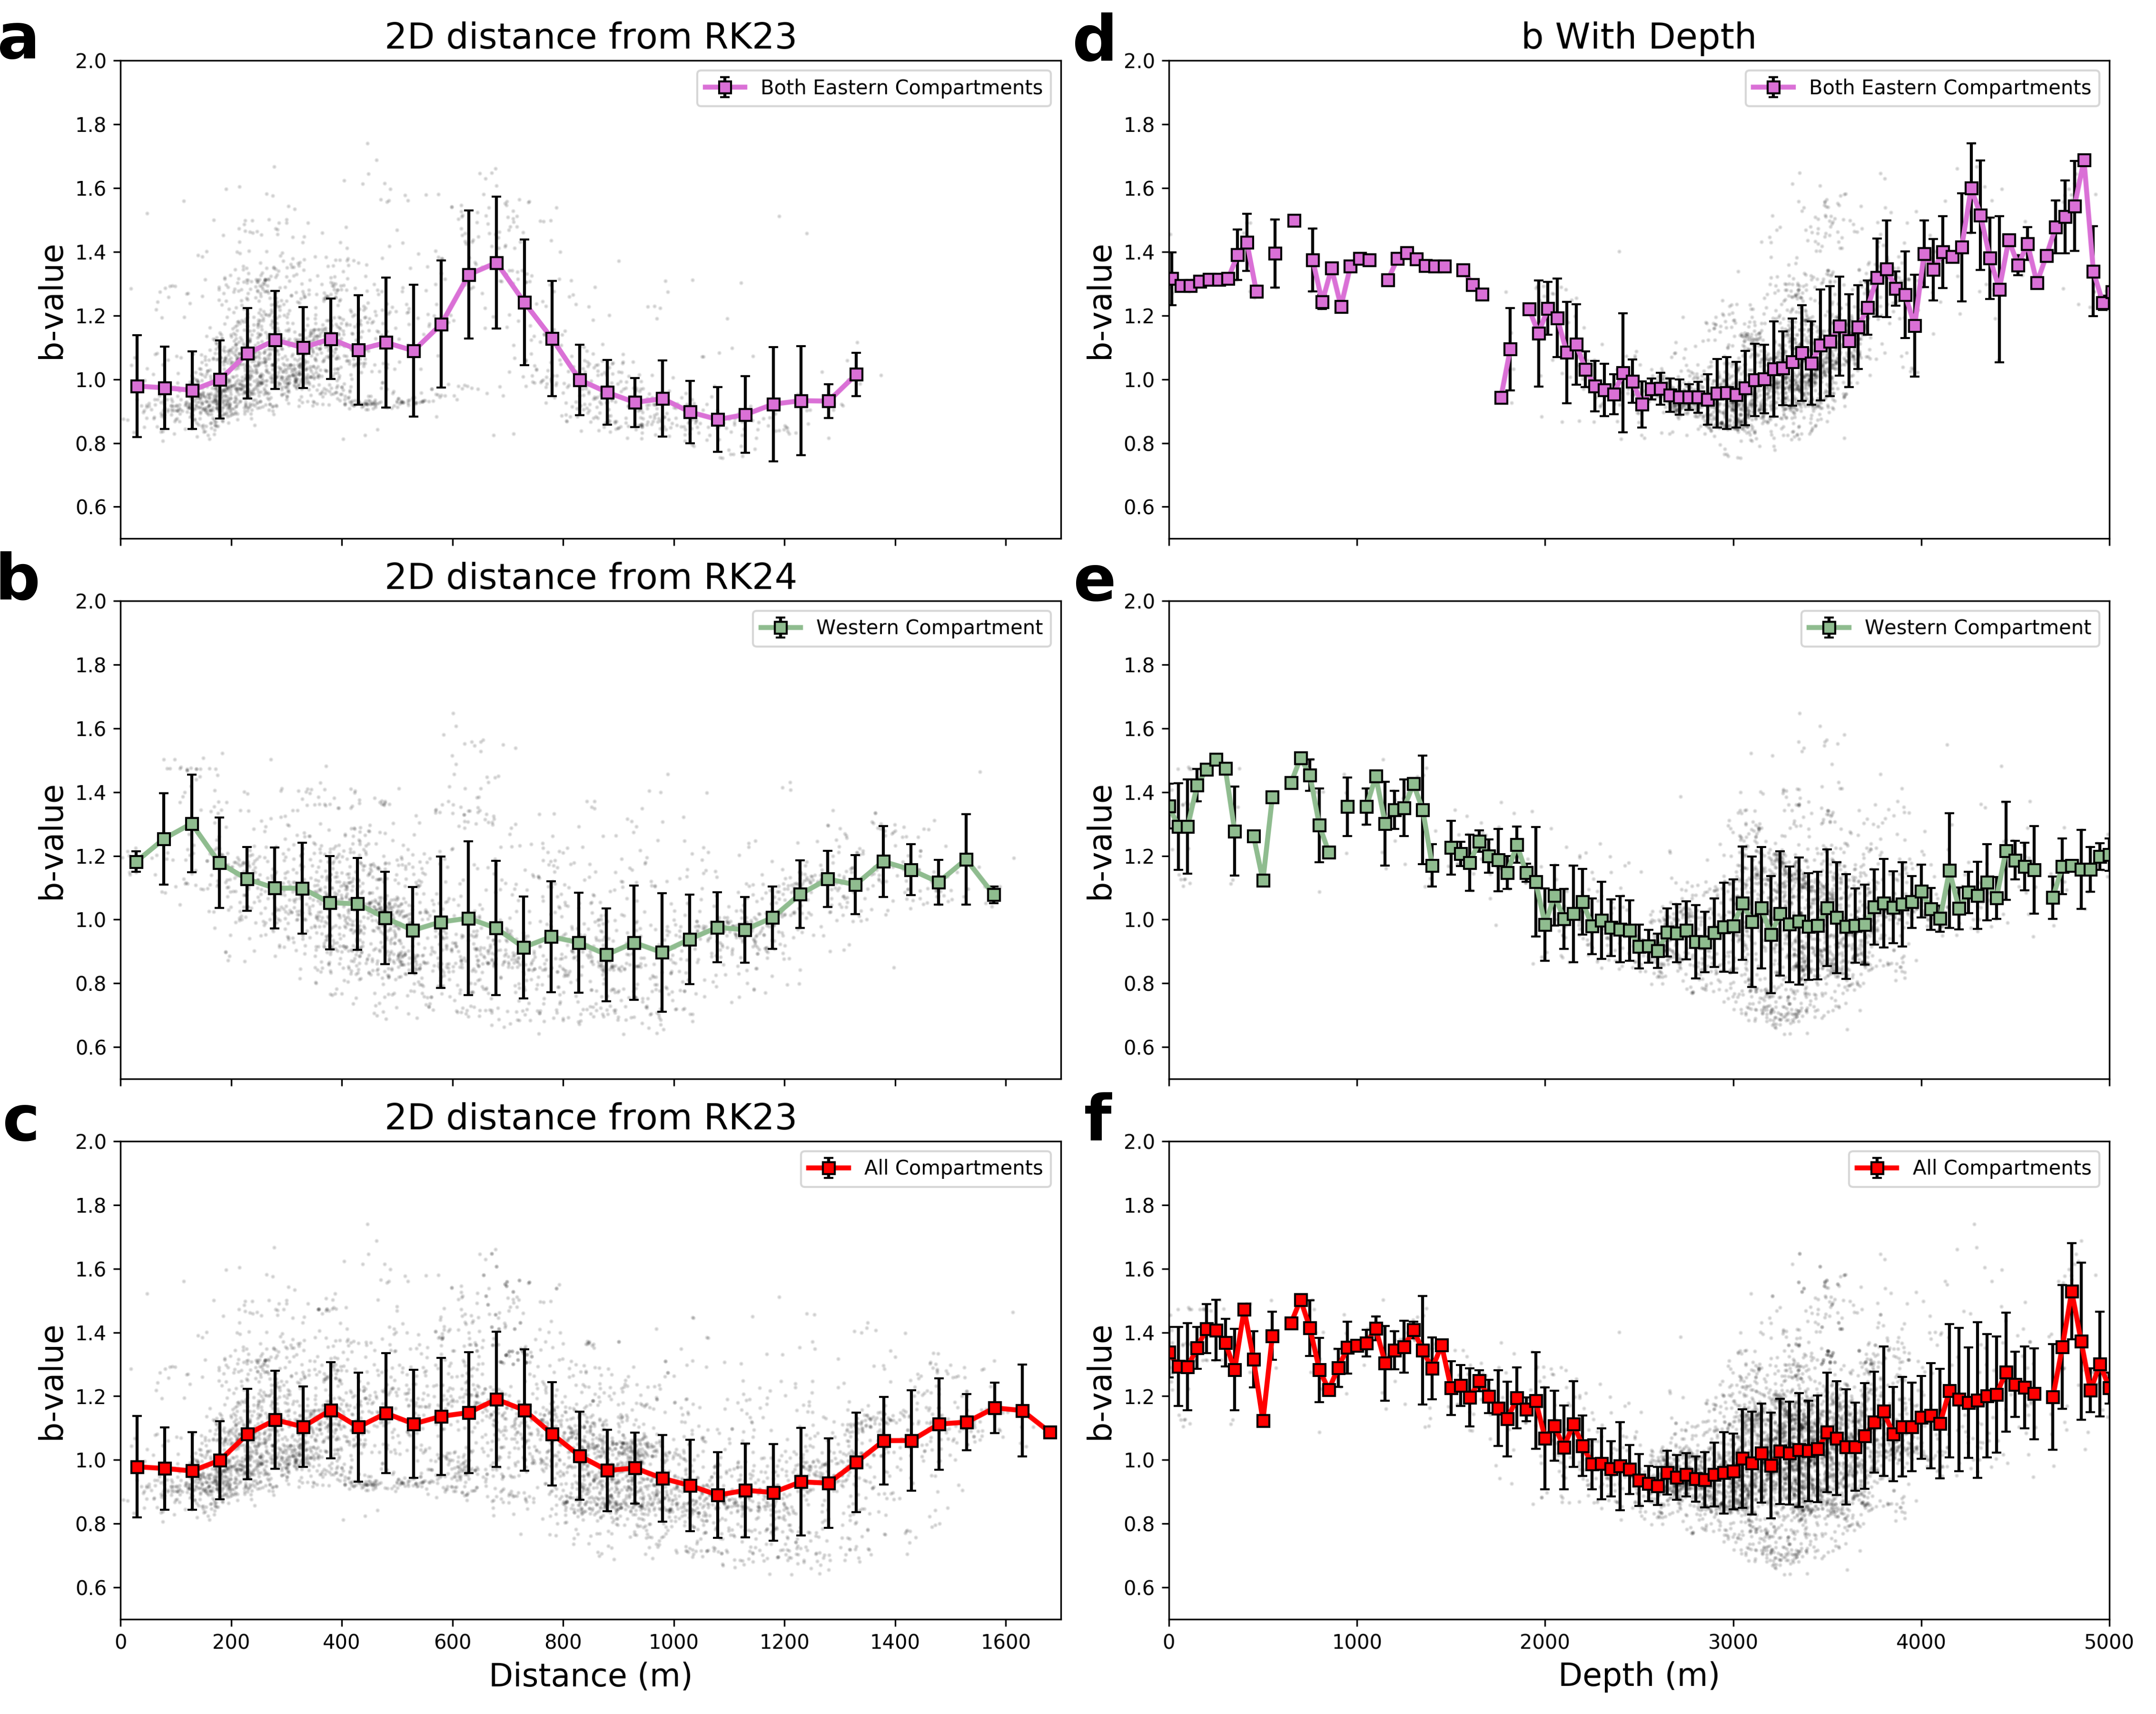 a
2D distance from RK23
2.0
1.8
1.6
1.4
1.2
1.0
0.8
0.6
b-value
Both Eastern Compartments
d
b With Depth
2.0
1.8
1.6
1.4
1.2
1.0
0.8
0.6
b-value
Both Eastern Compartments
b
2D distance from RK24
2.0
1.8
1.6
1.4
1.2
1.0
0.8
0.6
b-value
Western Compartment
e
2.0
1.8
1.6
1.4
1.2
1.0
0.8
0.6
b-value
Western Compartment
c
2D distance from RK23
2.0
1.8
1.6
1.4
1.2
1.0
0.8
0.6
b-value
All Compartments
0 200 400 600 800 1000 1200 1400 1600
Distance (m)
f
2.0
1.8
1.6
1.4
1.2
1.0
0.8
0.6
b-value
All Compartments
0 1000 2000 3000 4000 5000
Depth (m)